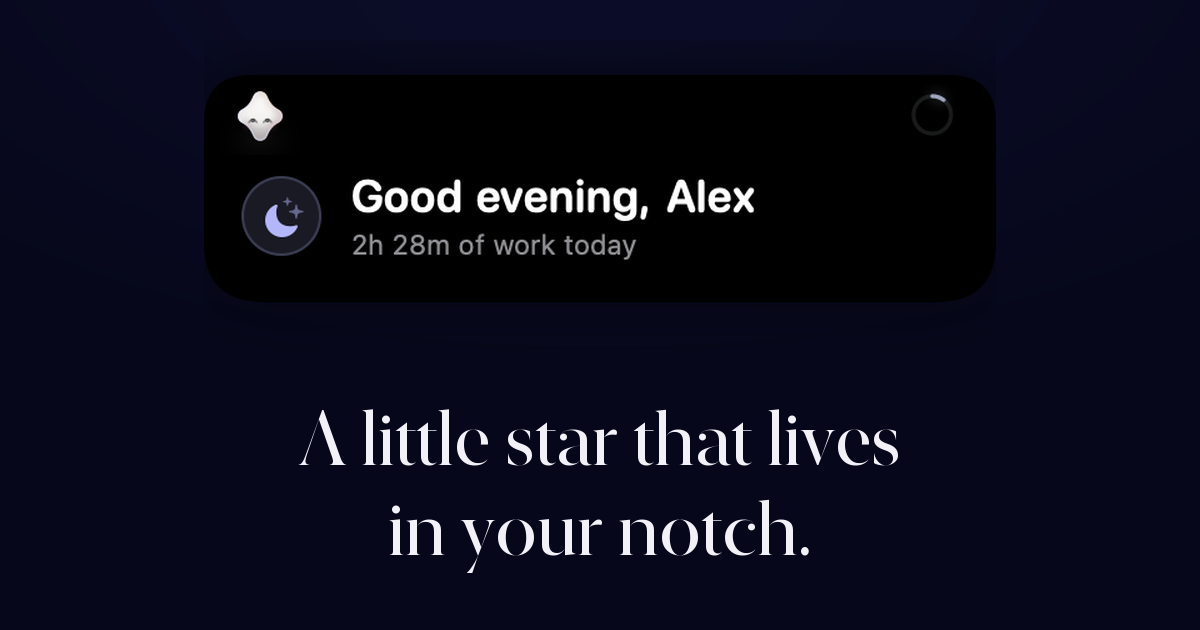 Good evening, Alex
2h 28m of work today
A little star that lives
in your notch.